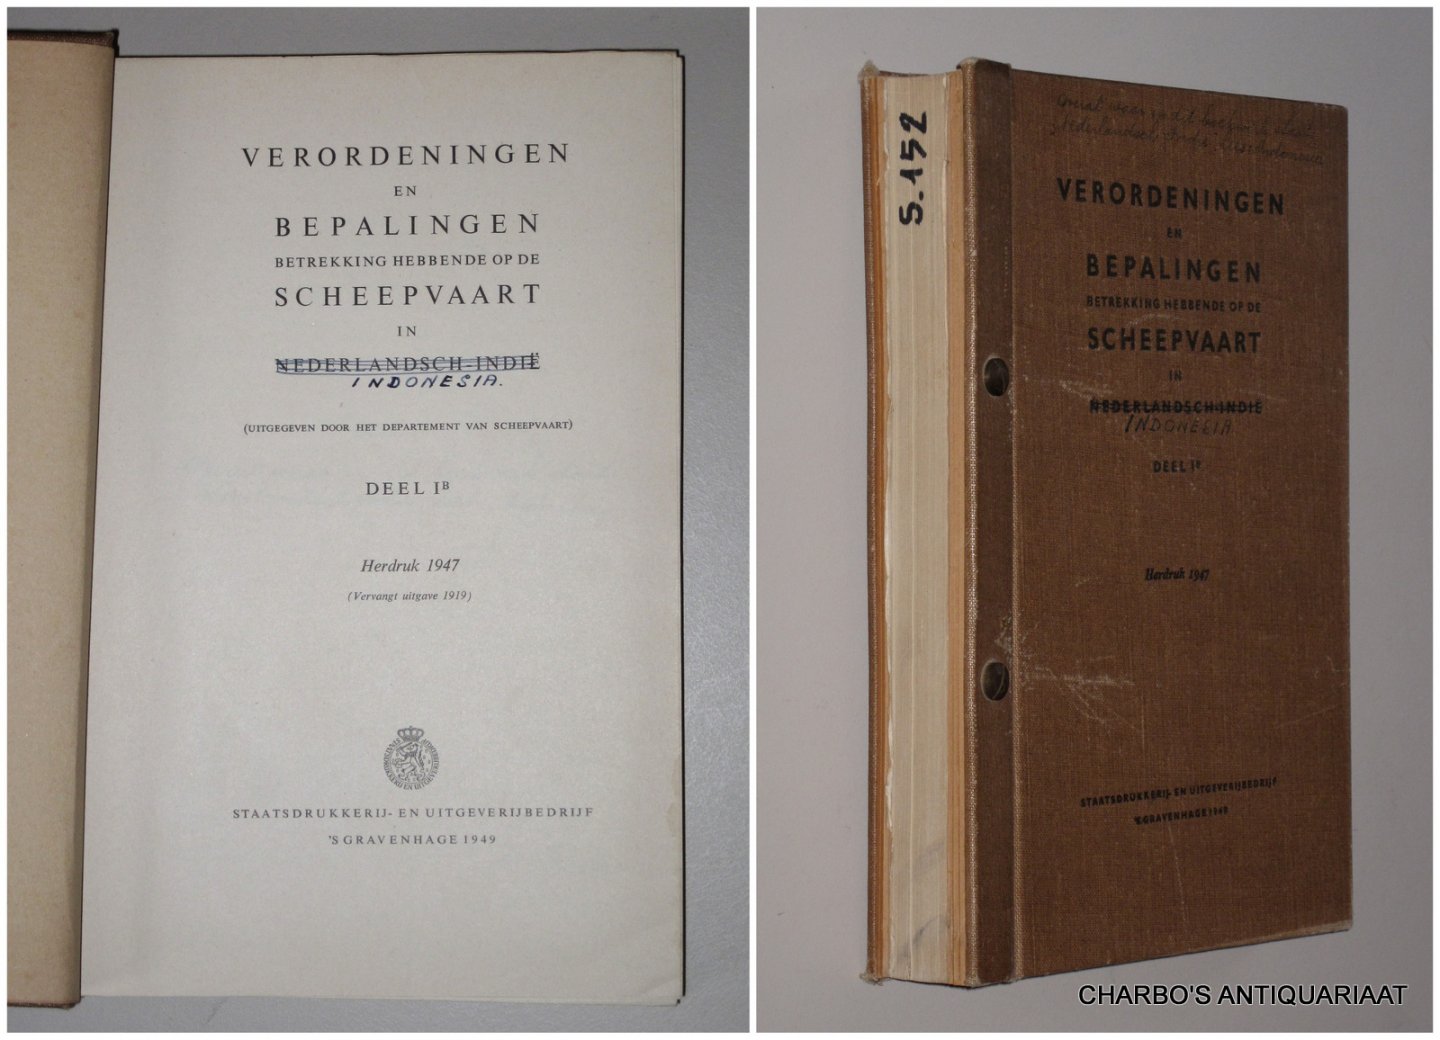 VERORDENINGEN
EN
BEPALINGEN
BETREKKING HEBBENDE OP DE
SCHEEPVAART
IN
NEDERLANDSCH-INDIË
INDONESIA.
(UITGEGEVEN DOOR HET DEPARTEMENT VAN SCHEEPVAART)
DEEL Iᴮ
Herdruk 1947
(Vervangt uitgave 1919)
STAATSDRUKKERIJ- EN UITGEVERIJBEDRIJF
'SGRAVENHAGE 1949
S.152
VERORDENINGEN
EN
BEPALINGEN
BETREKKING HEBBENDE OP DE
SCHEEPVAART
IN
NEDERLANDSCH-INDIË
INDONESIA
DEEL Iᴮ
Herdruk 1947
STAATSDRUKKERIJ- EN UITGEVERIJBEDRIJF
'SGRAVENHAGE 1949
CHARBO'S ANTIQUARIAAT